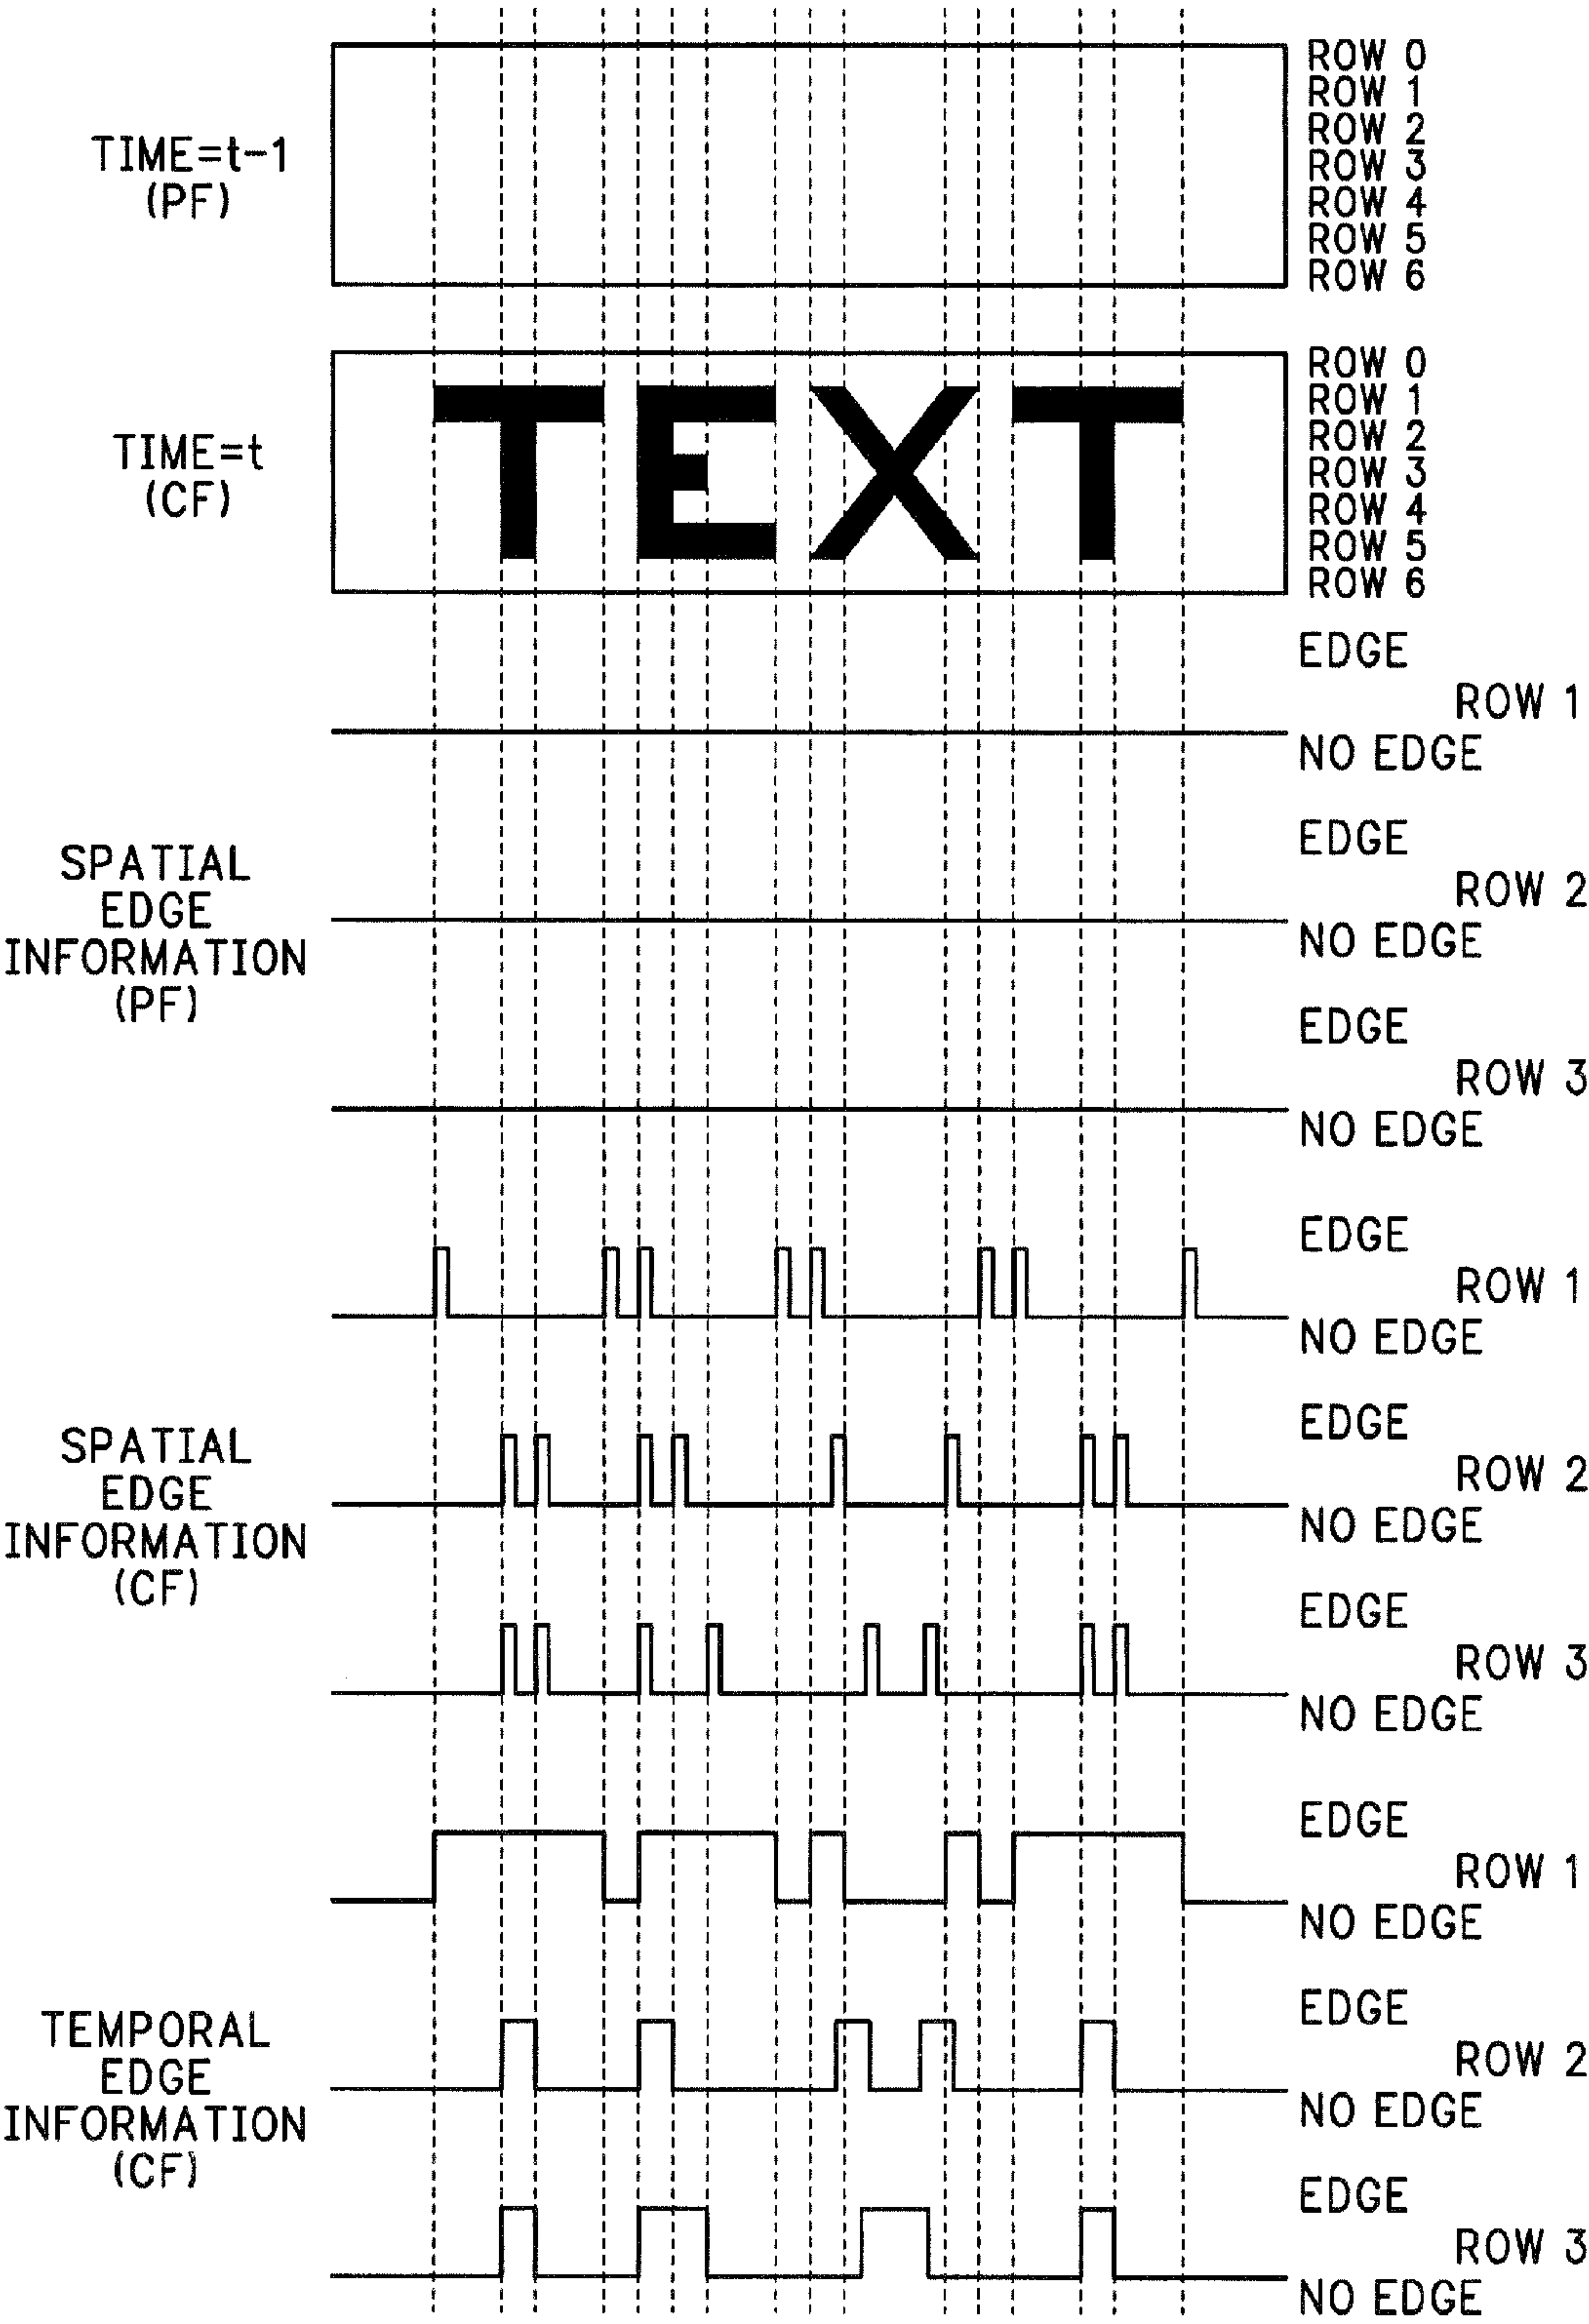 TIME=t-1
(PF)
ROW 0
ROW 1
ROW 2
ROW 3
ROW 4
ROW 5
ROW 6
TIME=t
(CF)
TEXT
ROW 0
ROW 1
ROW 2
ROW 3
ROW 4
ROW 5
ROW 6
SPATIAL
EDGE
INFORMATION
(PF)
EDGE
ROW 1
NO EDGE
EDGE
ROW 2
NO EDGE
EDGE
ROW 3
NO EDGE
SPATIAL
EDGE
INFORMATION
(CF)
EDGE
ROW 1
NO EDGE
EDGE
ROW 2
NO EDGE
EDGE
ROW 3
NO EDGE
TEMPORAL
EDGE
INFORMATION
(CF)
EDGE
ROW 1
NO EDGE
EDGE
ROW 2
NO EDGE
EDGE
ROW 3
NO EDGE